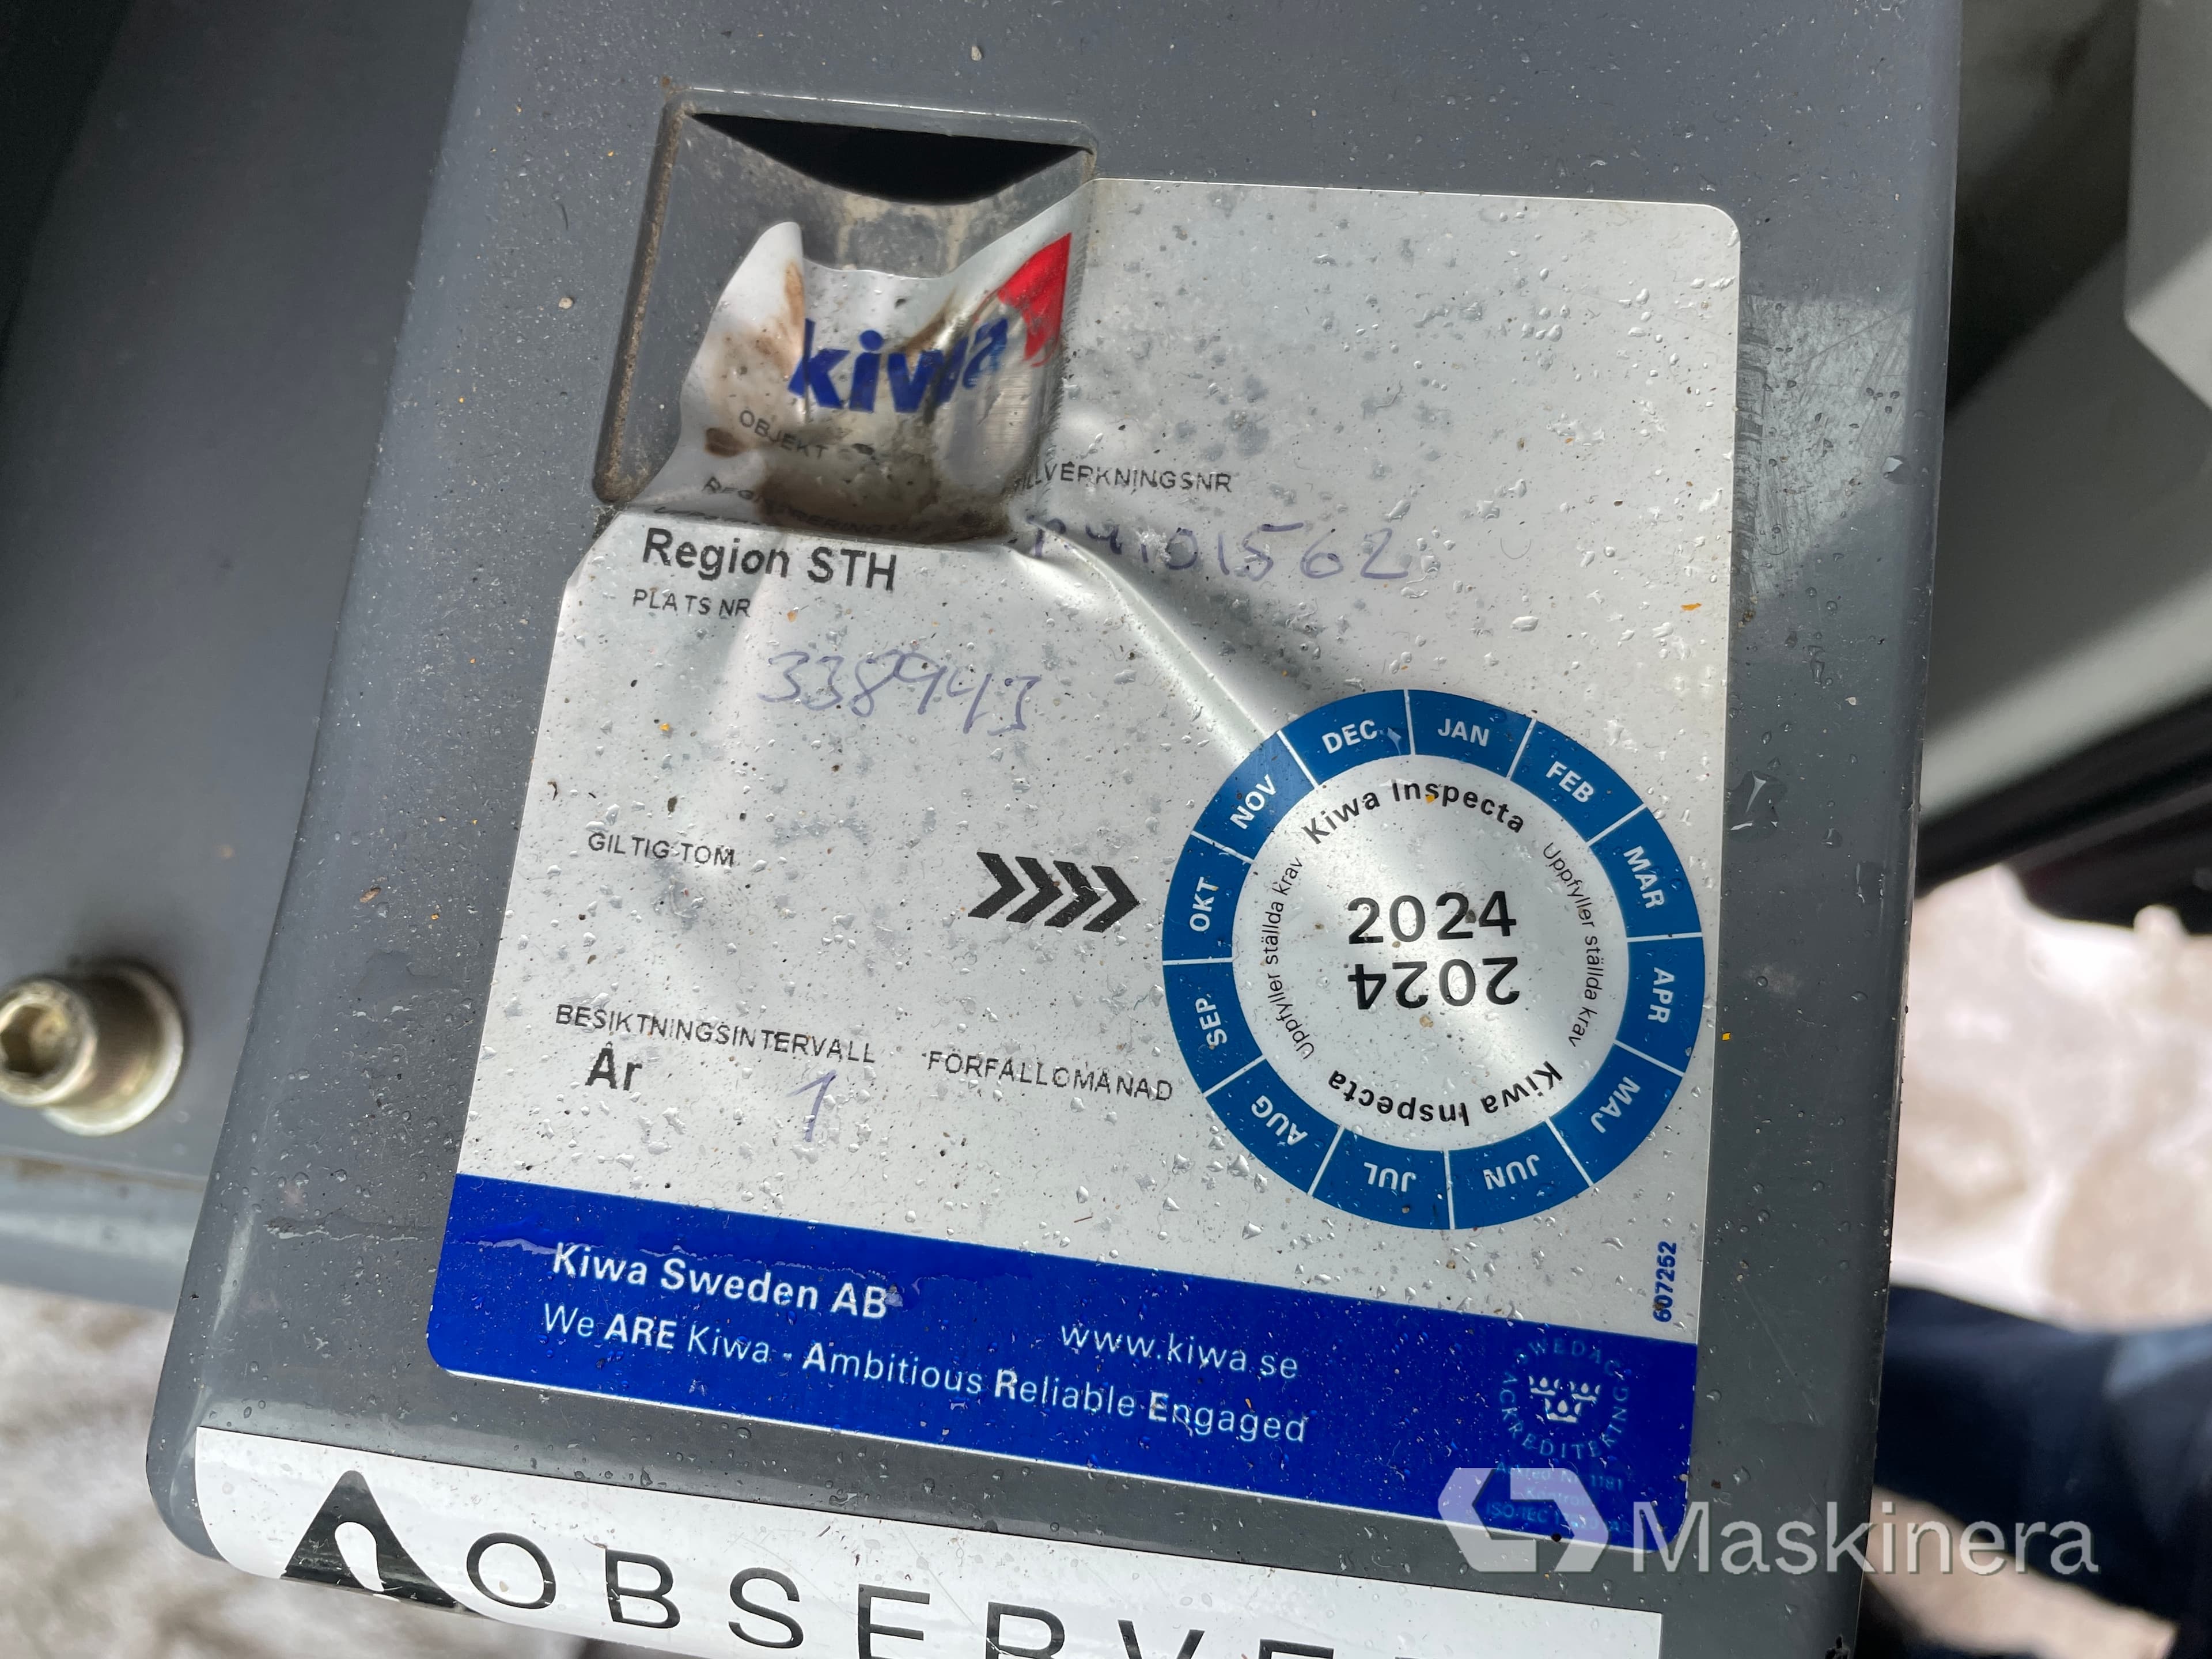 kiwa
OBJEKT
TILLVERKNINGSNR
Region STH
PLATS NR
338943
DEC JAN FEB MAR APR MAJ JUN JUL AUG SEP OKT NOV
Kiwa Inspecta
Uppfyller ställda krav
Uppfyller ställda krav
2024
2024
Kiwa Inspecta
GILTIG TOM
BESIKTNINGSINTERVALL
FÖRFALLOMÅNAD
År 1
607252
Kiwa Sweden AB
www.kiwa.se
We ARE Kiwa - Ambitious Reliable Engaged
SWEDAC
ACKREDITERING
OBSERVE
Maskinera